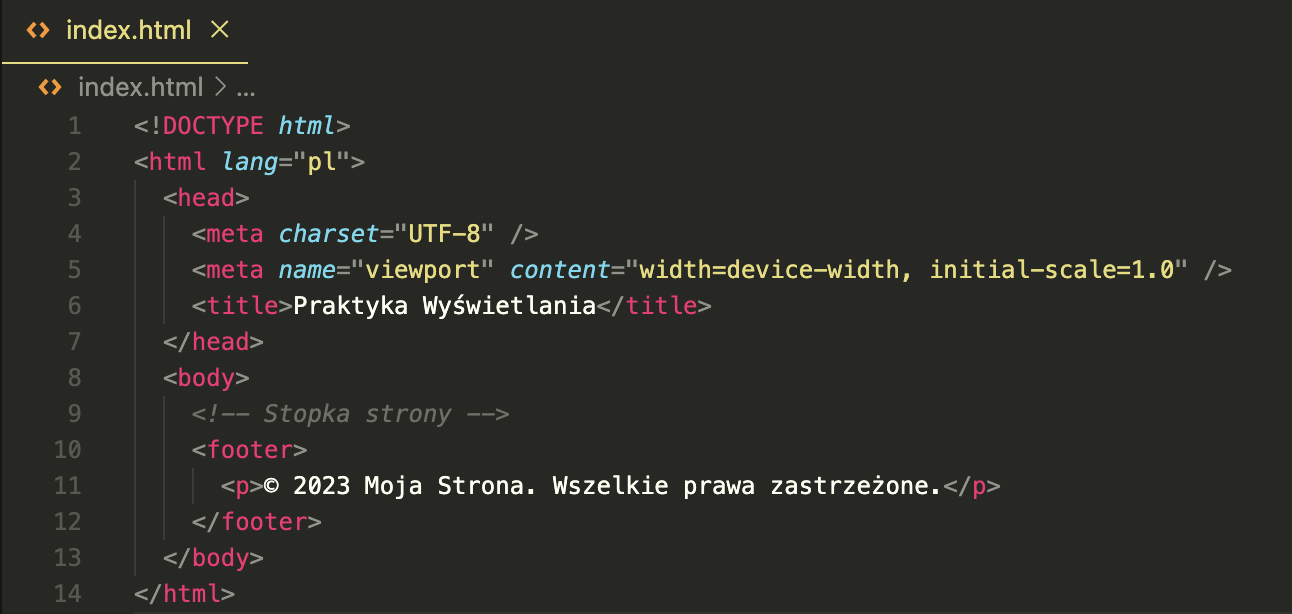 index.html ×
index.html > ...
1 <!DOCTYPE html>
2 <html lang="pl">
3   <head>
4     <meta charset="UTF-8" />
5     <meta name="viewport" content="width=device-width, initial-scale=1.0" />
6     <title>Praktyka Wyświetlania</title>
7   </head>
8   <body>
9     <!-- Stopka strony -->
10     <footer>
11       <p>© 2023 Moja Strona. Wszelkie prawa zastrzeżone.</p>
12     </footer>
13   </body>
14 </html>